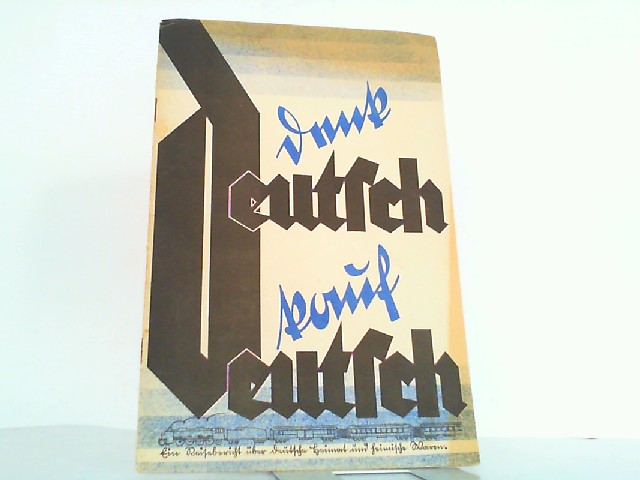 denk
Deutsch
kauf
Deutsch
Ein Reisebericht über deutsche Heimat und heimische Waren.